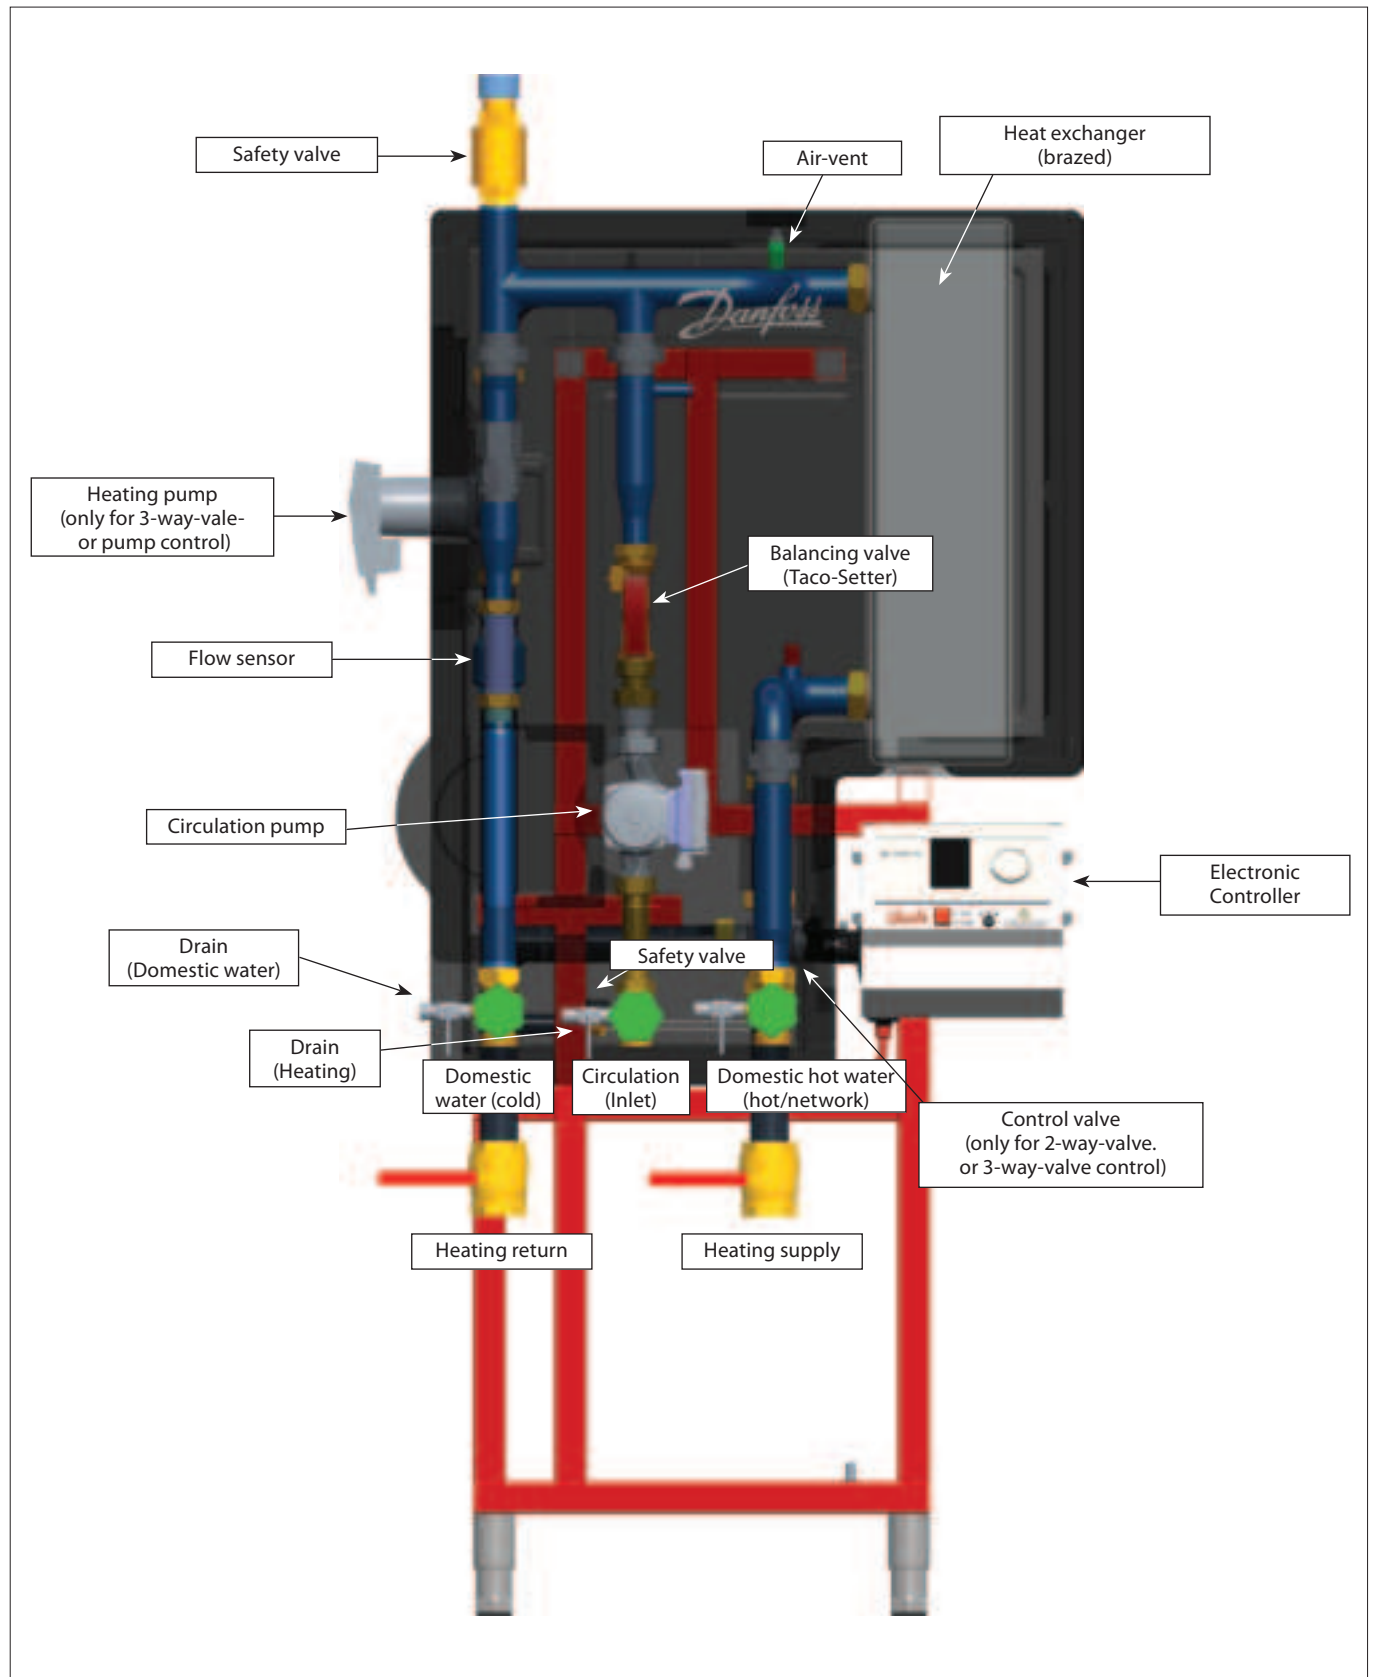 Safety valve
Air-vent
Heat exchanger
(brazed)
Danfoss
Heating pump
(only for 3-way-vale-
or pump control)
Balancing valve
(Taco-Setter)
Flow sensor
Circulation pump
Electronic
Controller
Drain
(Domestic water)
Safety valve
Drain
(Heating)
Domestic
water (cold)
Circulation
(Inlet)
Domestic hot water
(hot/network)
Control valve
(only for 2-way-valve.
or 3-way-valve control)
Heating return
Heating supply